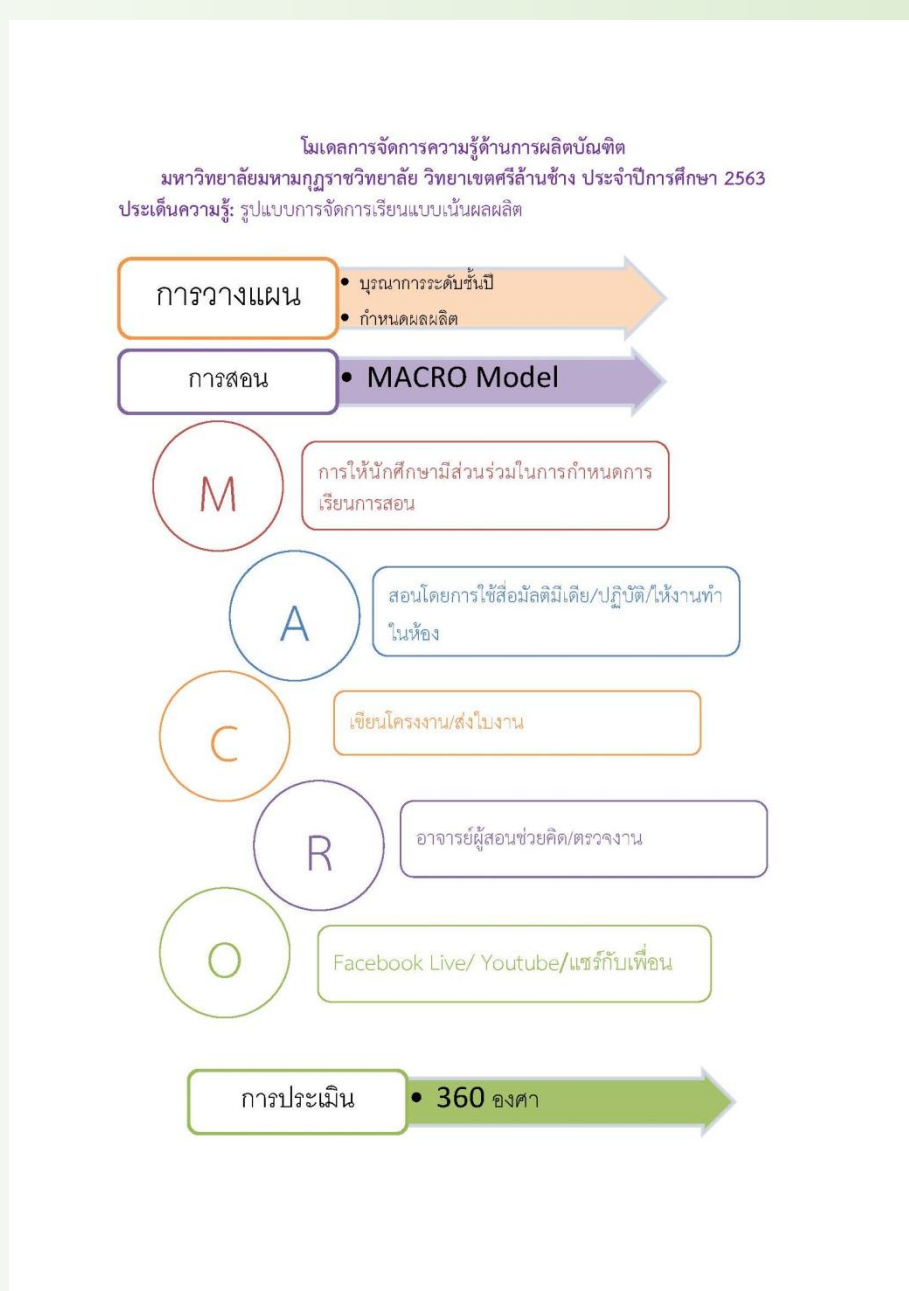 โมเดลการจัดการความรู้ด้านการผลิตบัณฑิต
มหาวิทยาลัยมหามกุฏราชวิทยาลัย วิทยาเขตศรีล้านช้าง ประจำปีการศึกษา 2563
ประเด็นความรู้: รูปแบบการจัดการเรียนแบบเน้นผลผลิต
การวางแผน
• บุรณาการระดับชั้นปี
• กำหนดผลผลิต
การสอน
• MACRO Model
M
การให้นักศึกษามีส่วนร่วมในการกำหนดการ
เรียนการสอน
A
สอนโดยการใช้สื่อมัลติมีเดีย/ปฏิบัติ/ให้งานทำ
ในห้อง
C
เขียนโครงงาน/ส่งใบงาน
R
อาจารย์ผู้สอนช่วยคิด/ตรวจงาน
O
Facebook Live/ Youtube/แชร์กับเพื่อน
การประเมิน
• 360 องศา